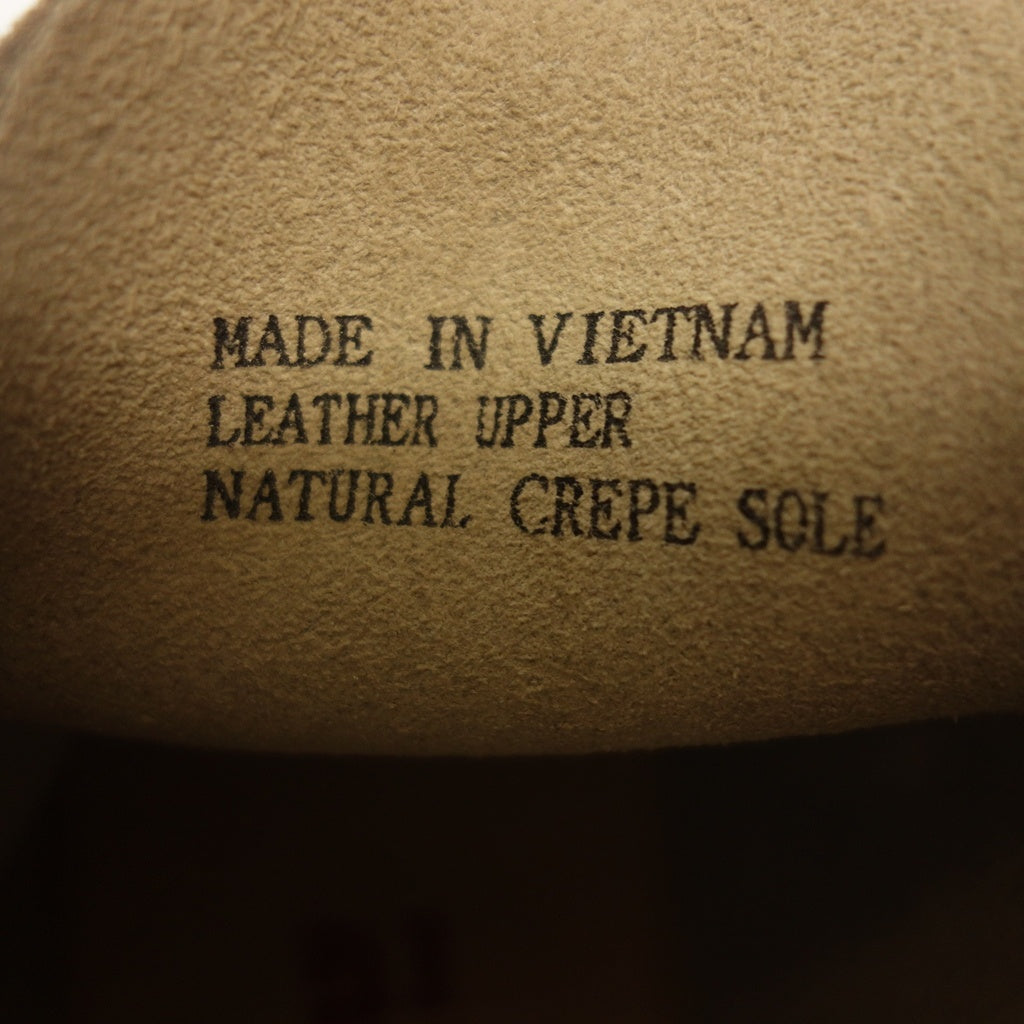 MADE IN VIETNAM
LEATHER UPPER
NATURAL CREPE SOLE